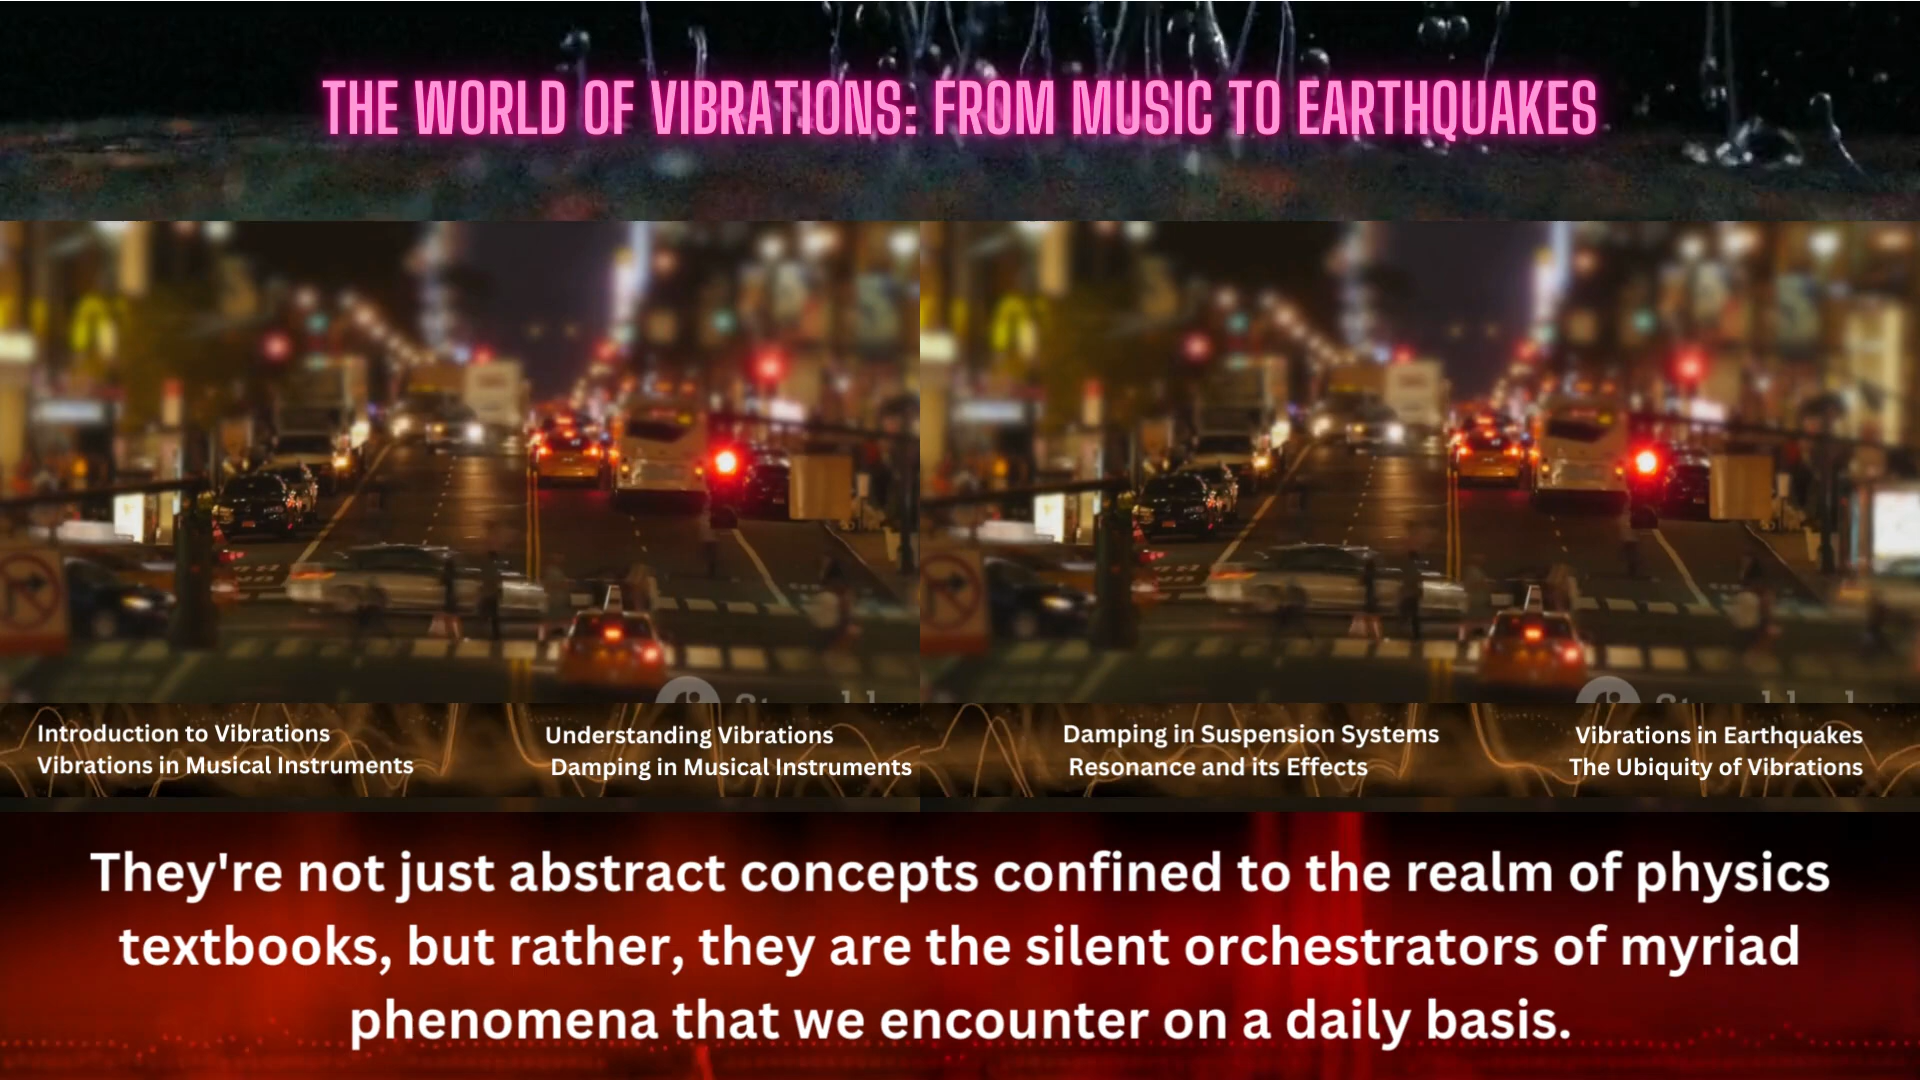 THE WORLD OF VIBRATIONS: FROM MUSIC TO EARTHQUAKES
Introduction to Vibrations
Vibrations in Musical Instruments
Understanding Vibrations
Damping in Musical Instruments
Damping in Suspension Systems
Resonance and its Effects
Vibrations in Earthquakes
The Ubiquity of Vibrations
They're not just abstract concepts confined to the realm of physics
textbooks, but rather, they are the silent orchestrators of myriad
phenomena that we encounter on a daily basis.